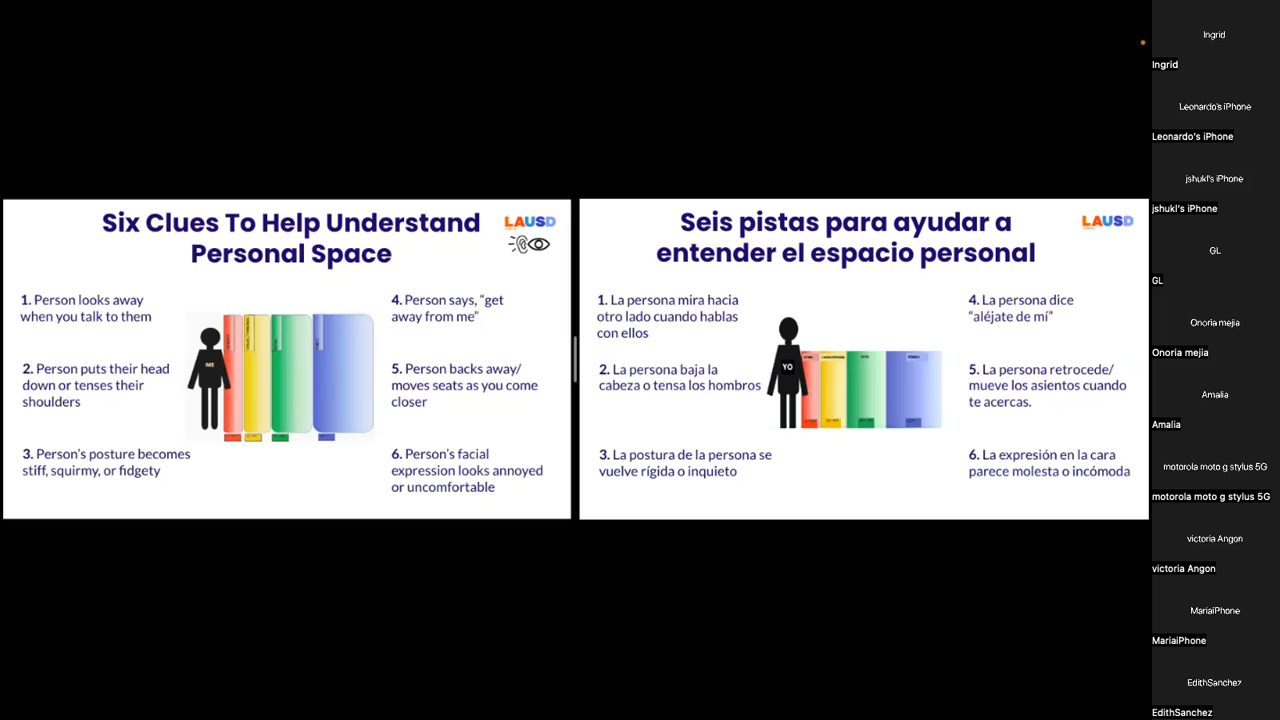 Six Clues To Help Understand
Personal Space
LAUSD
1. Person looks away
when you talk to them
2. Person puts their head
down or tenses their
shoulders
3. Person's posture becomes
stiff, squirmy, or fidgety
ME
4. Person says, “get
away from me”
5. Person backs away/
moves seats as you come
closer
6. Person's facial
expression looks annoyed
or uncomfortable
Seis pistas para ayudar a
entender el espacio personal
LAUSD
1. La persona mira hacia
otro lado cuando hablas
con ellos
2. La persona baja la
cabeza o tensa los hombros
3. La postura de la persona se
vuelve rígida o inquieto
YO
4. La persona dice
“aléjate de mí”
5. La persona retrocede/
mueve los asientos cuando
te acercas.
6. La expresión en la cara
parece molesta o incómoda
Ingrid
Ingrid
Leonardo's iPhone
Leonardo's iPhone
jshukl's iPhone
jshukl's iPhone
GL
GL
Onoria mejia
Onoria mejia
Amalia
Amalia
motorola moto g stylus 5G
motorola moto g stylus 5G
victoria Angon
victoria Angon
MariaiPhone
MariaiPhone
EdithSanchez
EdithSanchez